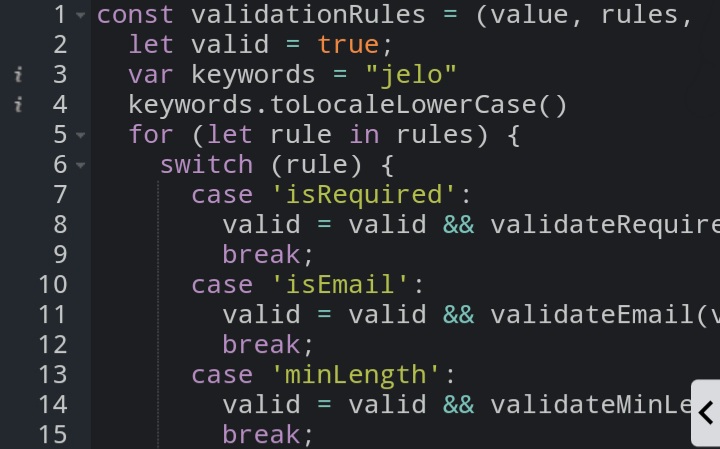 1 const validationRules = (value, rules,
2 let valid = true;
3 var keywords = "jelo"
4 keywords.toLocaleLowerCase()
5 for (let rule in rules) {
6 switch (rule) {
7 case 'isRequired':
8 valid = valid && validateRequire
9 break;
10 case 'isEmail':
11 valid = valid && validateEmail(v
12 break;
13 case 'minLength':
14 valid = valid && validateMinLe
15 break;